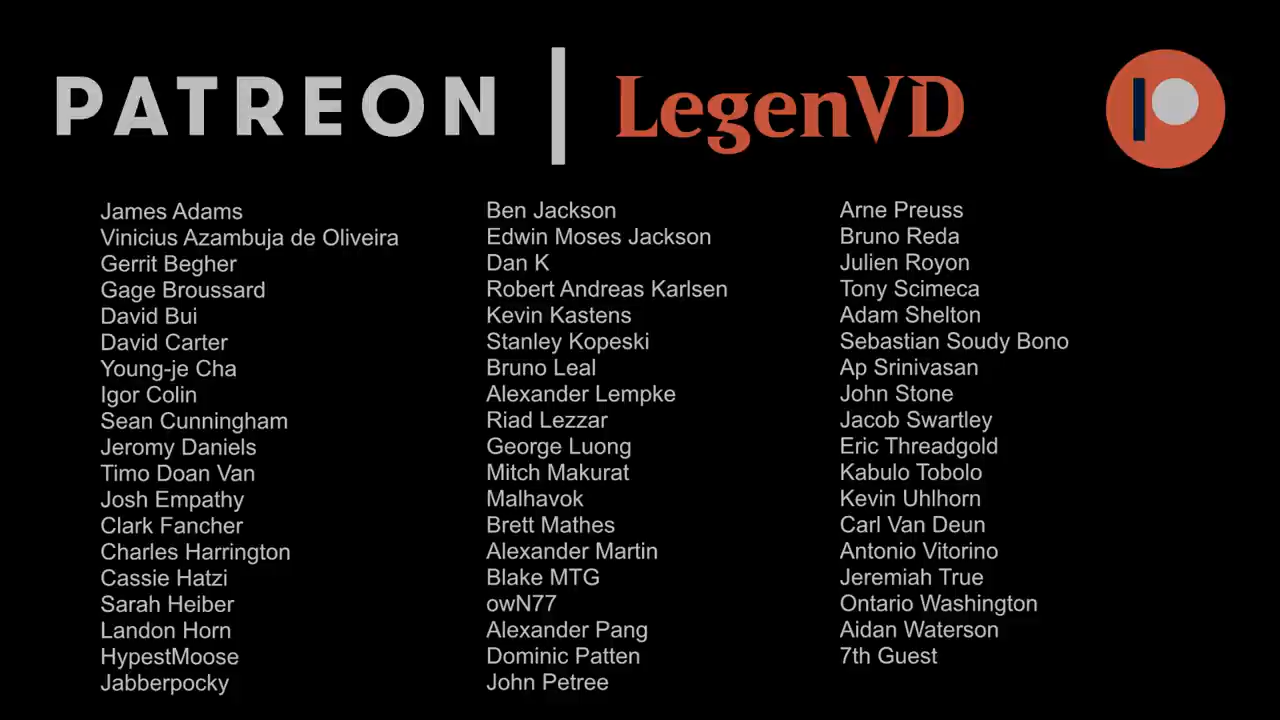 PATREON | LegenVD
James Adams
Vinicius Azambuja de Oliveira
Gerrit Begher
Gage Broussard
David Bui
David Carter
Young-je Cha
Igor Colin
Sean Cunningham
Jeromy Daniels
Timo Doan Van
Josh Empathy
Clark Fancher
Charles Harrington
Cassie Hatzi
Sarah Heiber
Landon Horn
HypestMoose
Jabberpocky
Ben Jackson
Edwin Moses Jackson
Dan K
Robert Andreas Karlsen
Kevin Kastens
Stanley Kopeski
Bruno Leal
Alexander Lempke
Riad Lezzar
George Luong
Mitch Makurat
Malhavok
Brett Mathes
Alexander Martin
Blake MTG
owN77
Alexander Pang
Dominic Patten
John Petree
Arne Preuss
Bruno Reda
Julien Royon
Tony Scimeca
Adam Shelton
Sebastian Soudy Bono
Ap Srinivasan
John Stone
Jacob Swartley
Eric Threadgold
Kabulo Tobolo
Kevin Uhlhorn
Carl Van Deun
Antonio Vitorino
Jeremiah True
Ontario Washington
Aidan Waterson
7th Guest